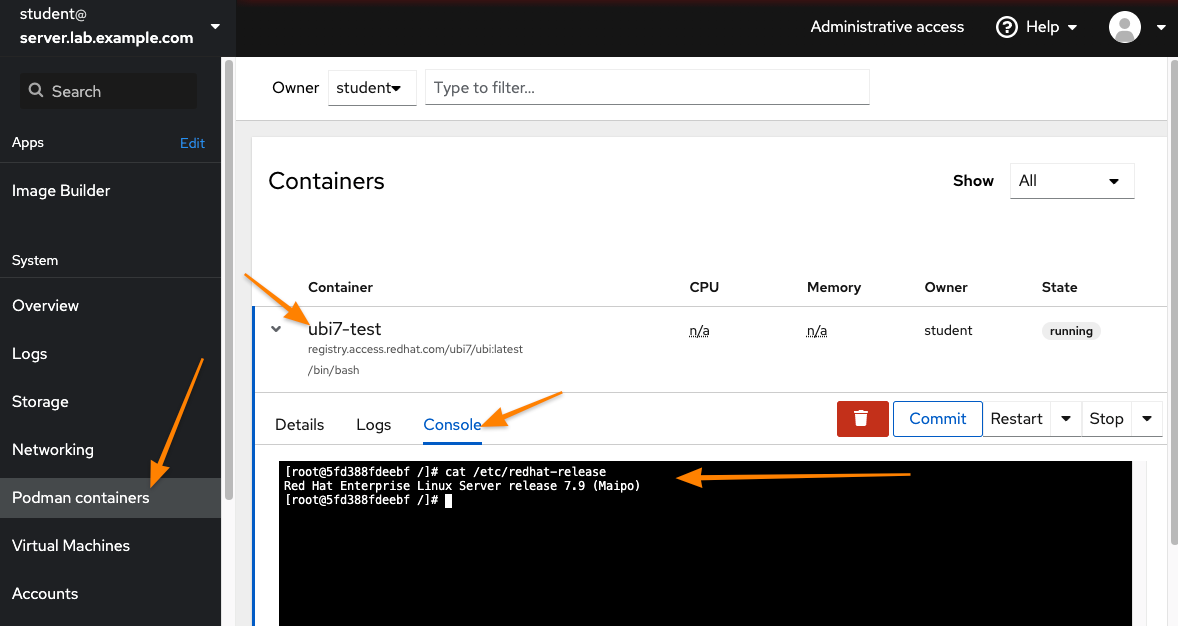 student@
server.lab.example.com
Administrative access
Help
Search
Apps
Edit
Image Builder
System
Overview
Logs
Storage
Networking
Podman containers
Virtual Machines
Accounts
Owner
student
Type to filter...
Containers
Show
All
Container CPU Memory Owner State
ubi7-test n/a n/a student running
registry.access.redhat.com/ubi7/ubi:latest
/bin/bash
Details Logs Console
Commit Restart Stop
[root@5fd388fdeebf /]# cat /etc/redhat-release
Red Hat Enterprise Linux Server release 7.9 (Maipo)
[root@5fd388fdeebf /]#